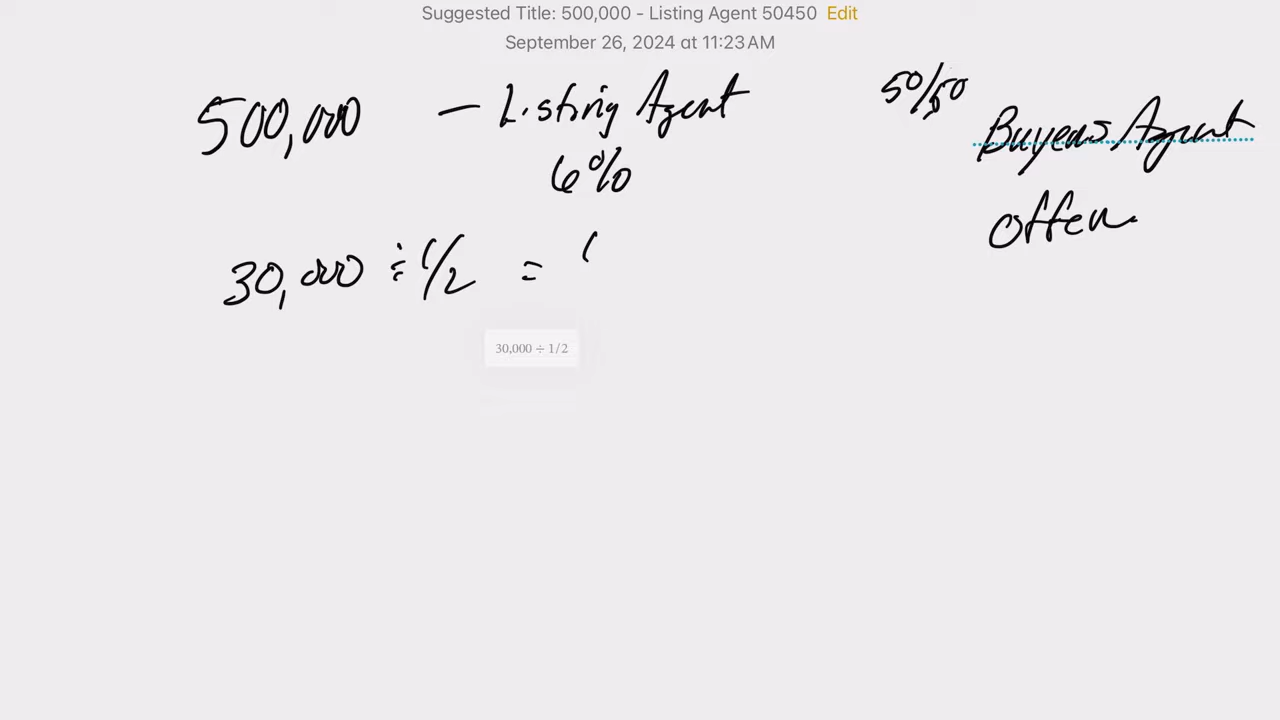 Suggested Title: 500,000 - Listing Agent 50450 Edit
September 26, 2024 at 11:23 AM
500,000 — Listing Agent
6%
50/50
Buyers Agent
Offer
30,000 ÷ 1/2 = (
30,000 ÷ 1/2